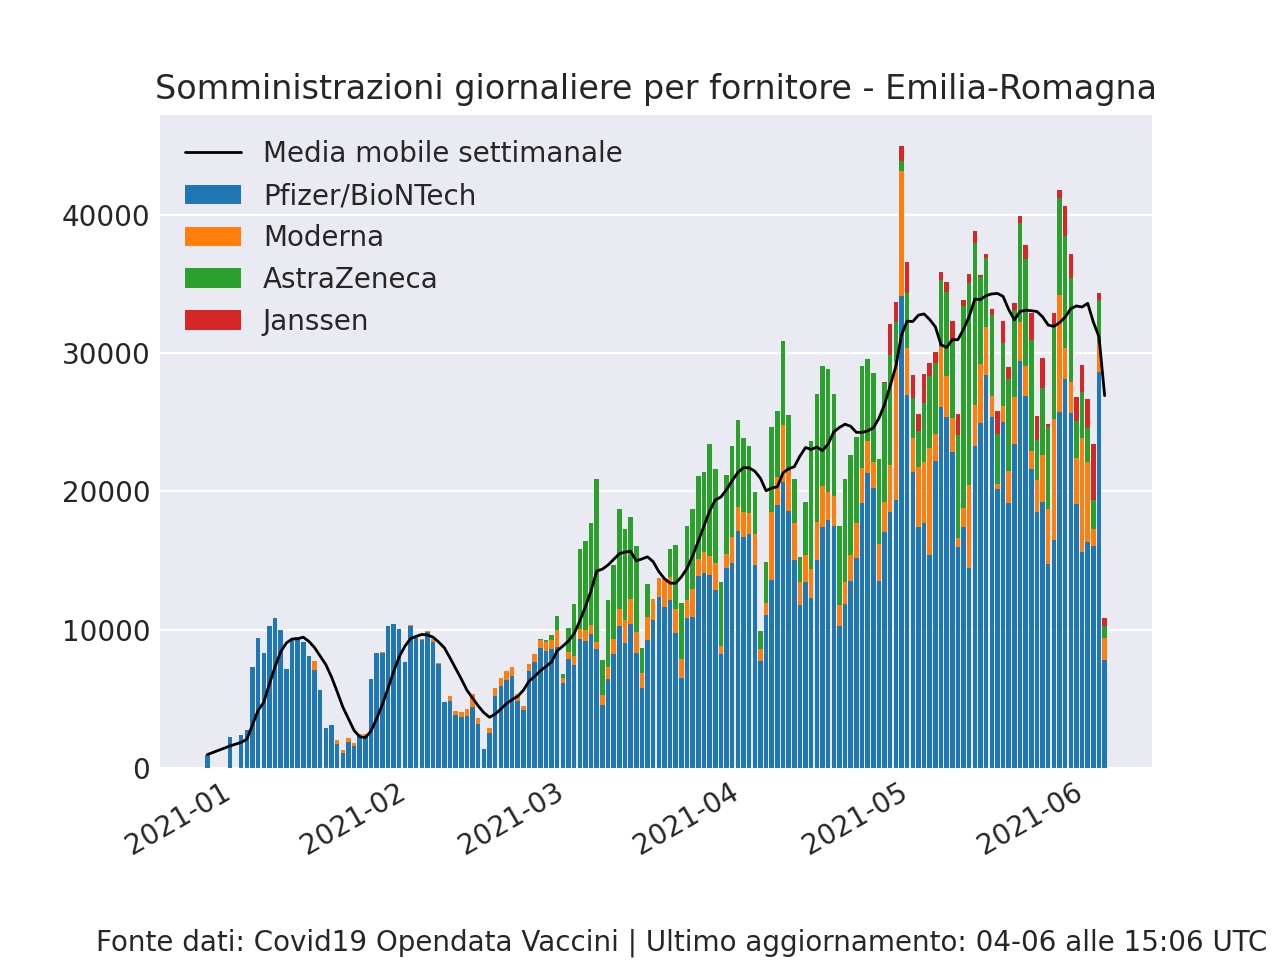 Somministrazioni giornaliere per fornitore - Emilia-Romagna
Media mobile settimanale
Pfizer/BioNTech
Moderna
AstraZeneca
Janssen
40000
30000
20000
10000
0
2021-01
2021-02
2021-03
2021-04
2021-05
2021-06
Fonte dati: Covid19 Opendata Vaccini | Ultimo aggiornamento: 04-06 alle 15:06 UTC